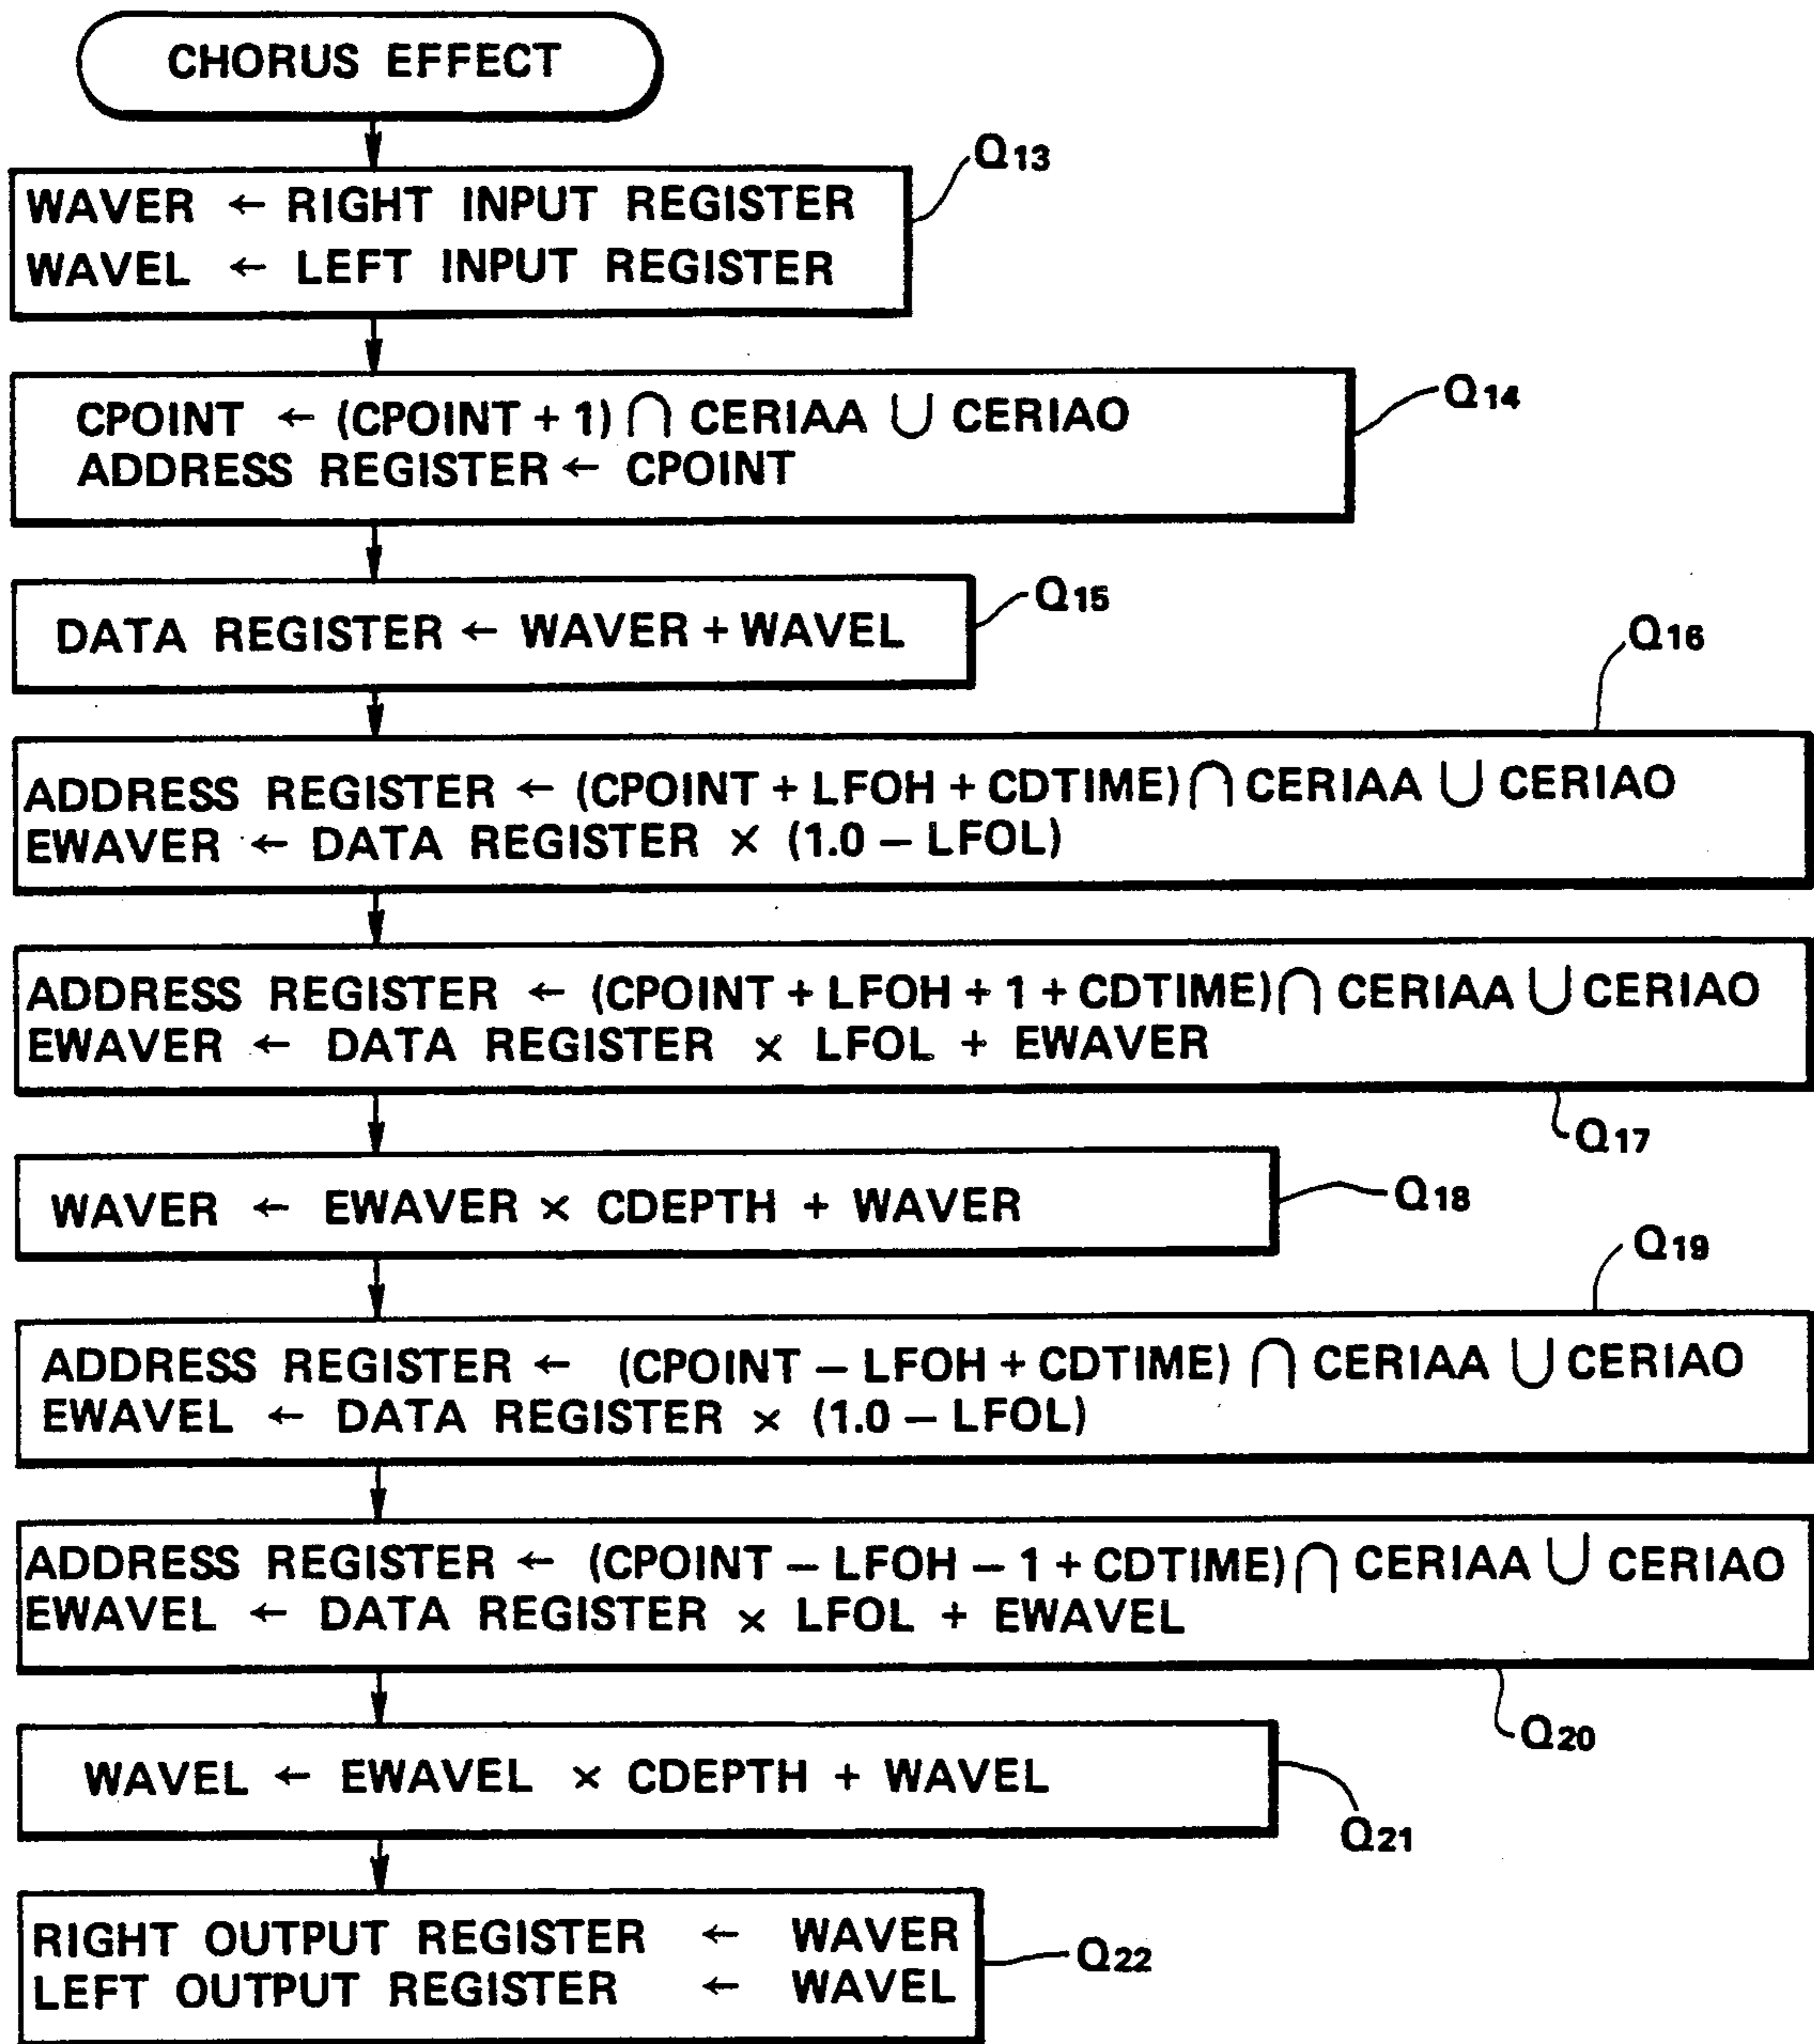 CHORUS EFFECT
Q13
WAVER ← RIGHT INPUT REGISTER
WAVEL ← LEFT INPUT REGISTER
Q14
CPOINT ← (CPOINT + 1) ∩ CERIAA ∪ CERIAO
ADDRESS REGISTER ← CPOINT
Q15
DATA REGISTER ← WAVER + WAVEL
Q16
ADDRESS REGISTER ← (CPOINT + LFOH + CDTIME) ∩ CERIAA ∪ CERIAO
EWAVER ← DATA REGISTER × (1.0 – LFOL)
ADDRESS REGISTER ← (CPOINT + LFOH + 1 + CDTIME) ∩ CERIAA ∪ CERIAO
EWAVER ← DATA REGISTER × LFOL + EWAVER
Q17
WAVER ← EWAVER × CDEPTH + WAVER
Q18
Q19
ADDRESS REGISTER ← (CPOINT – LFOH + CDTIME) ∩ CERIAA ∪ CERIAO
EWAVEL ← DATA REGISTER × (1.0 – LFOL)
ADDRESS REGISTER ← (CPOINT – LFOH – 1 + CDTIME) ∩ CERIAA ∪ CERIAO
EWAVEL ← DATA REGISTER × LFOL + EWAVEL
Q20
WAVEL ← EWAVEL × CDEPTH + WAVEL
Q21
RIGHT OUTPUT REGISTER ← WAVER
LEFT OUTPUT REGISTER ← WAVEL
Q22